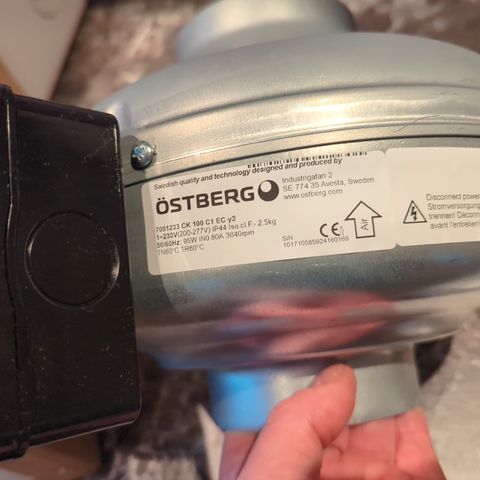 Swedish quality and technology designed and produced by
ÖSTBERG
Industrigatan 2
SE 774 35 Avesta, Sweden
www.ostberg.com
7001233 CK 100 C1 EC-y2
1~230V(200-277V) IP44 iso.cl.F.- 2.5kg
50/60Hz: 95W IN0.80A 3640rpm
TN60°C TR60°C
S/N:
101710585924160169
CE
Air
Disconnect power
Stromversorgung
trennen! Déconn
avant l'entretien